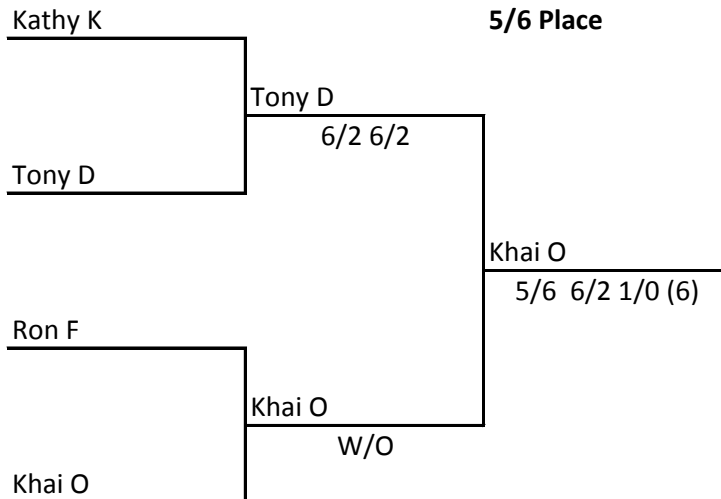 Kathy K
5/6 Place
Tony D
6/2 6/2
Tony D
Khai O
5/6 6/2 1/0 (6)
Ron F
Khai O
W/O
Khai O